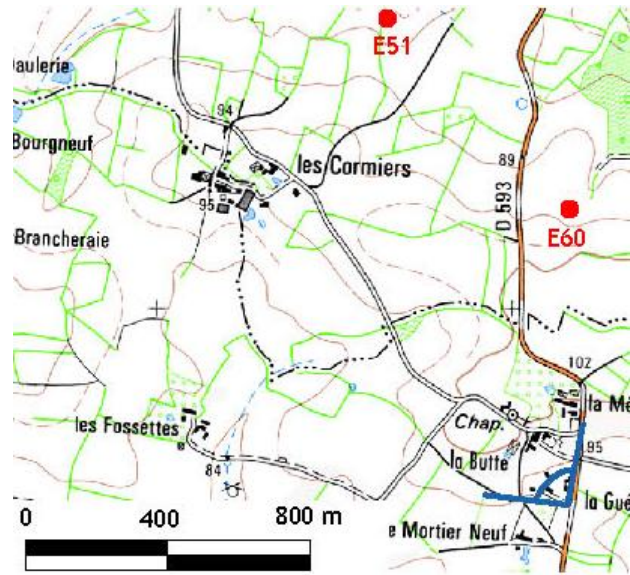 E51
aulerie
94
Bourgneuf
les Cormiers
89
95
D 593
E60
Brancheraie
102
la Mé
les Fossettes
Chap.
95
la Butte
84
la Gué
0 400 800 m
e Mortier Neuf